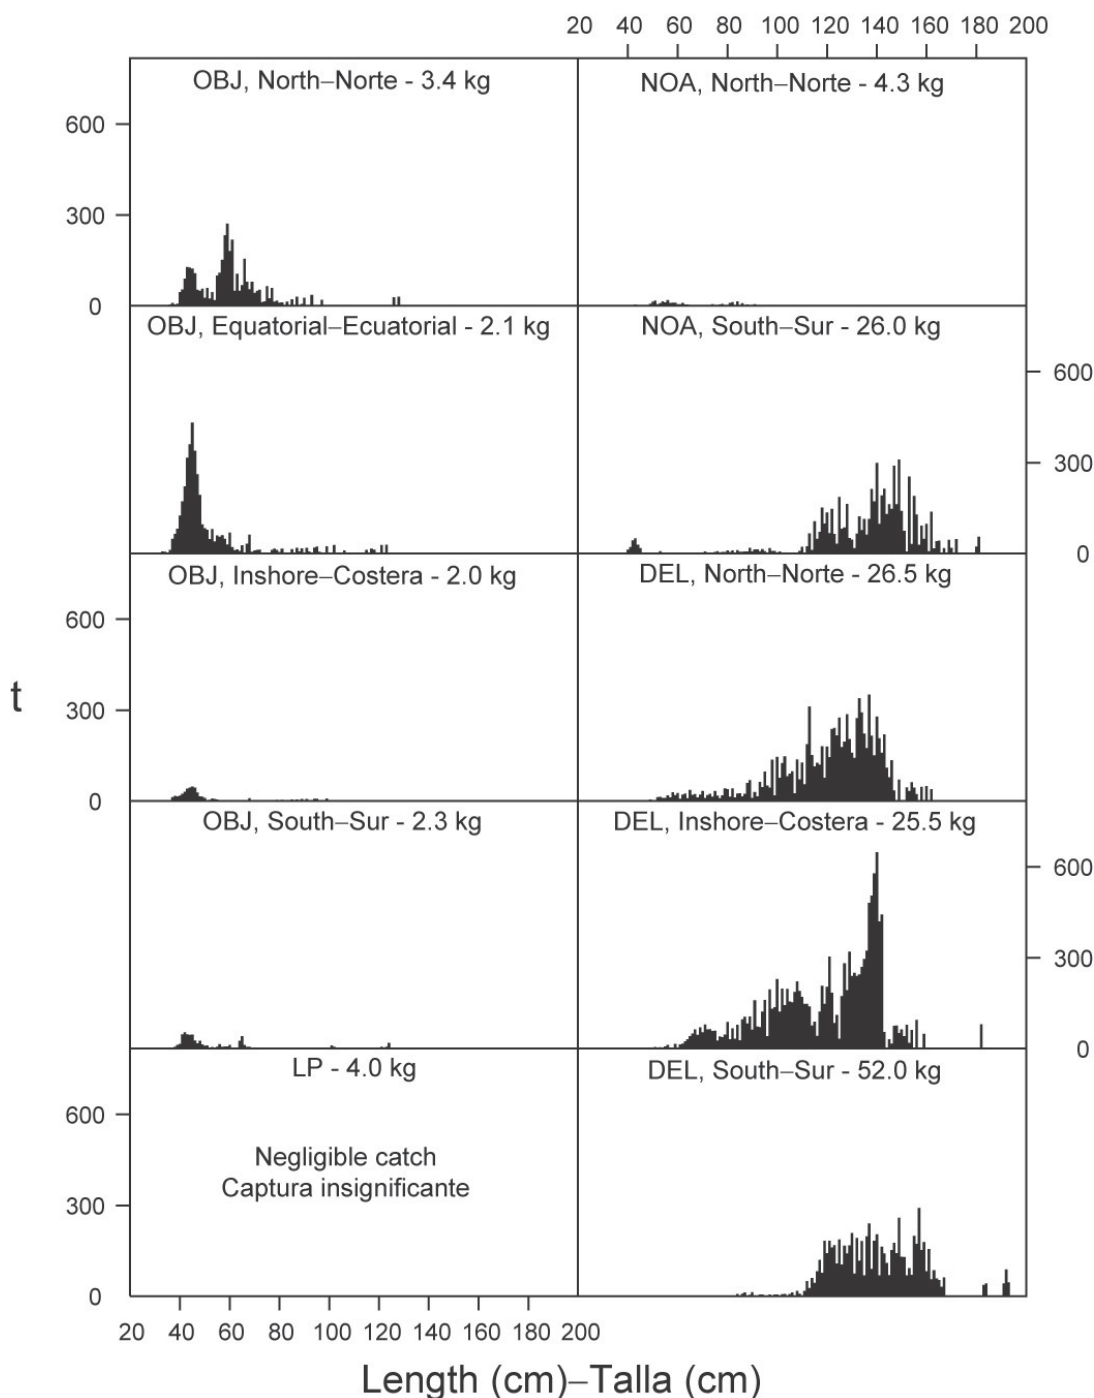 20 60 100 140 180
40 80 120 160 200
OBJ, North–Norte - 3.4 kg
NOA, North–Norte - 4.3 kg
600
300
0
OBJ, Equatorial–Ecuatorial - 2.1 kg
NOA, South–Sur - 26.0 kg
600
300
0
OBJ, Inshore–Costera - 2.0 kg
DEL, North–Norte - 26.5 kg
600
t
300
0
OBJ, South–Sur - 2.3 kg
DEL, Inshore–Costera - 25.5 kg
600
300
0
LP - 4.0 kg
DEL, South–Sur - 52.0 kg
600
Negligible catch
Captura insignificante
300
0
20 40 60 80 100 120 140 160 180 200
Length (cm)–Talla (cm)